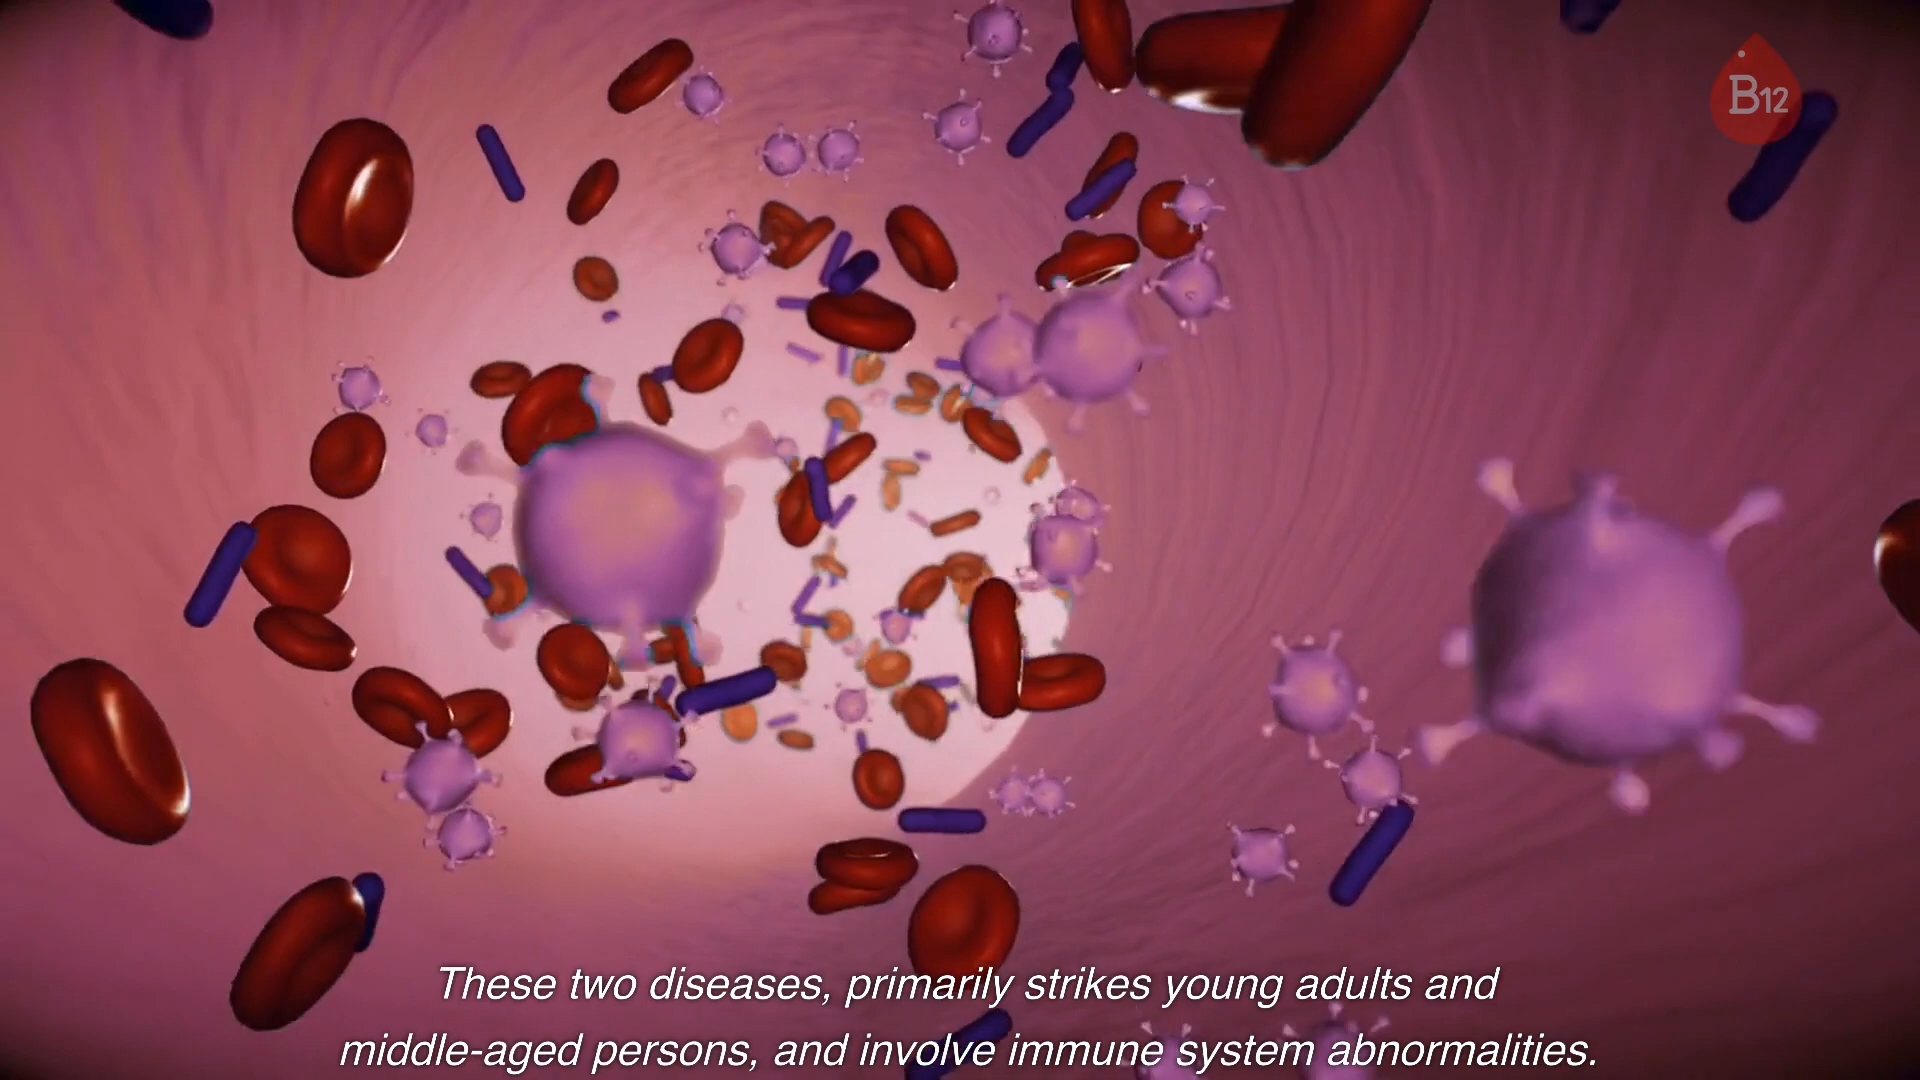 B12
These two diseases, primarily strikes young adults and
middle-aged persons, and involve immune system abnormalities.